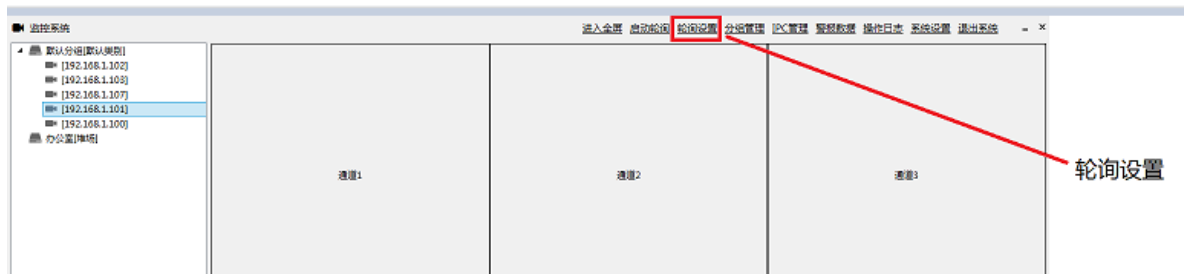 监控系统 进入全屏 启动轮询 轮询设置 分组管理 IPC管理 警报数据 操作日志 系统设置 退出系统
默认分组[默认类别]
[192.168.1.102]
[192.168.1.103]
[192.168.1.107]
[192.168.1.101]
[192.168.1.100]
办公室[堆场]
通道1 通道2 通道3
轮询设置